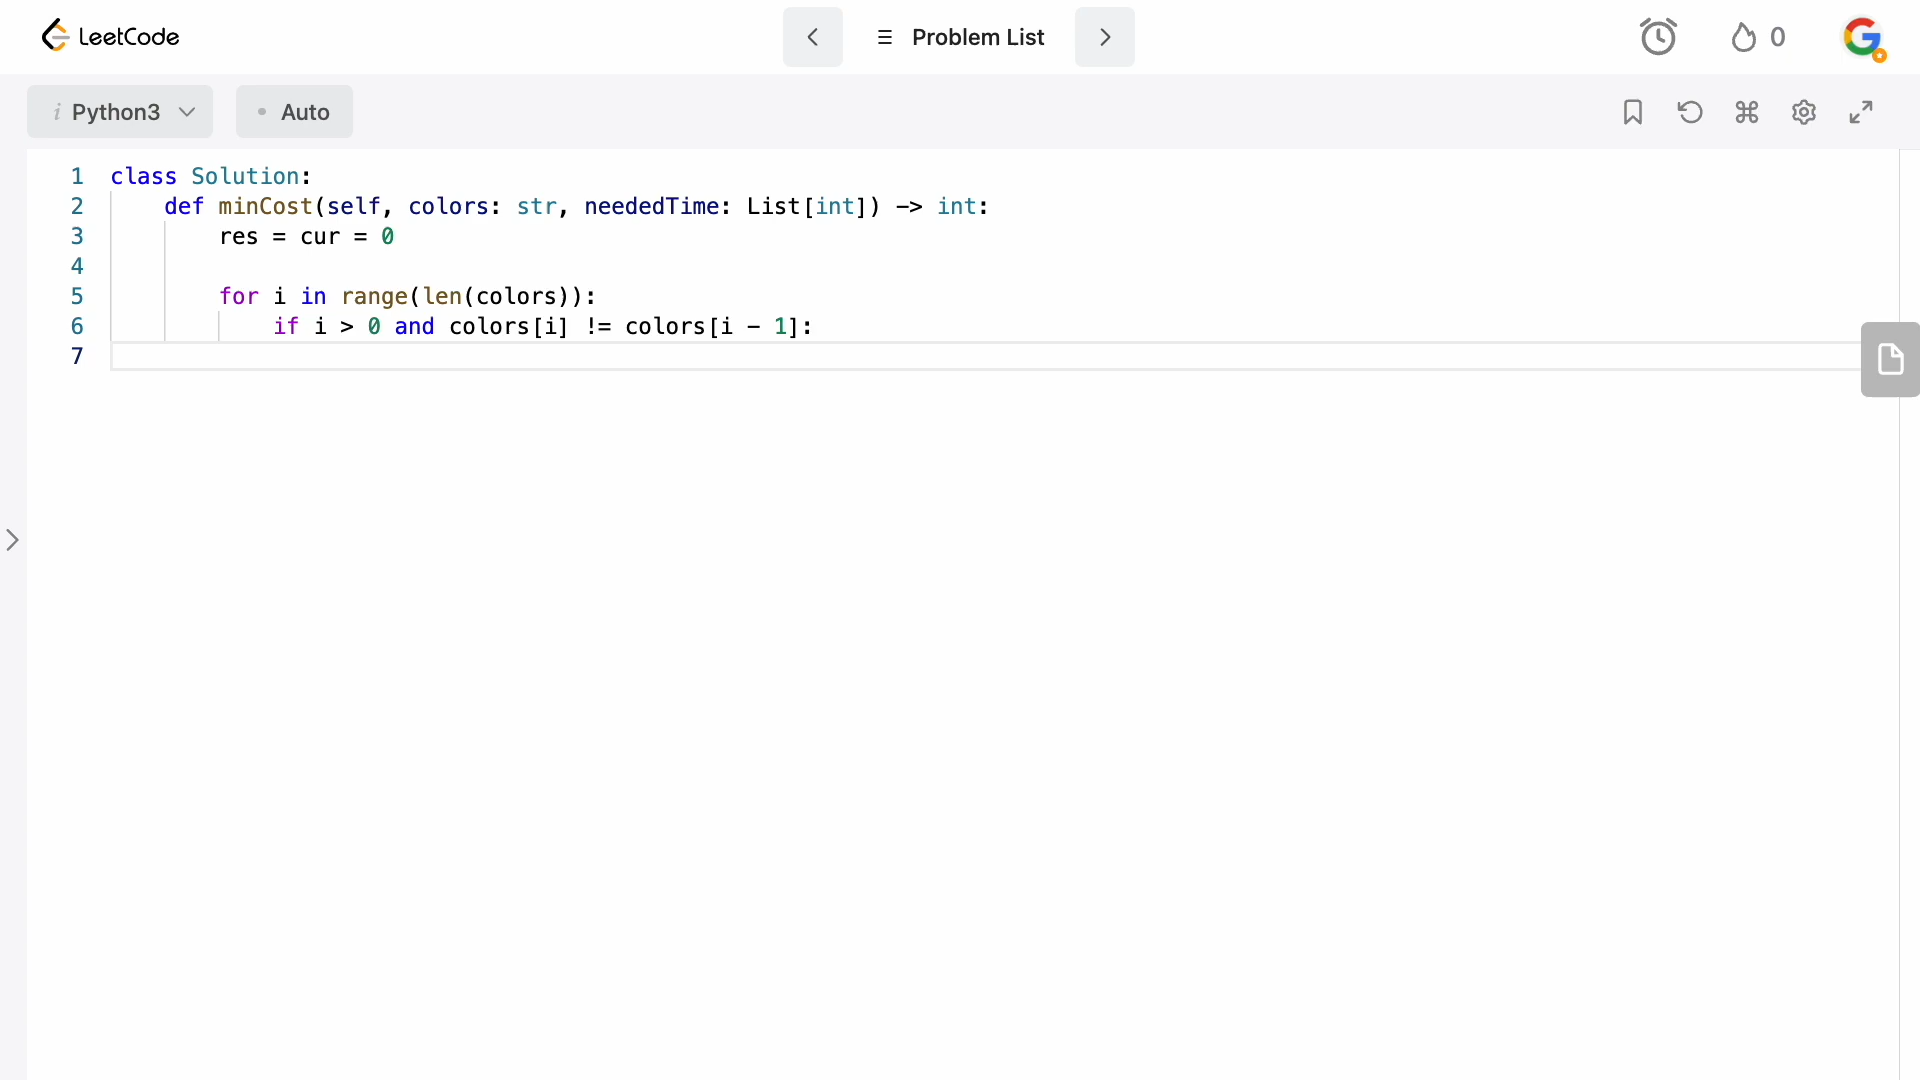 LeetCode
Problem List
0
i Python3
Auto
1 class Solution:
2     def minCost(self, colors: str, neededTime: List[int]) -> int:
3         res = cur = 0
4
5         for i in range(len(colors)):
6             if i > 0 and colors[i] != colors[i - 1]:
7